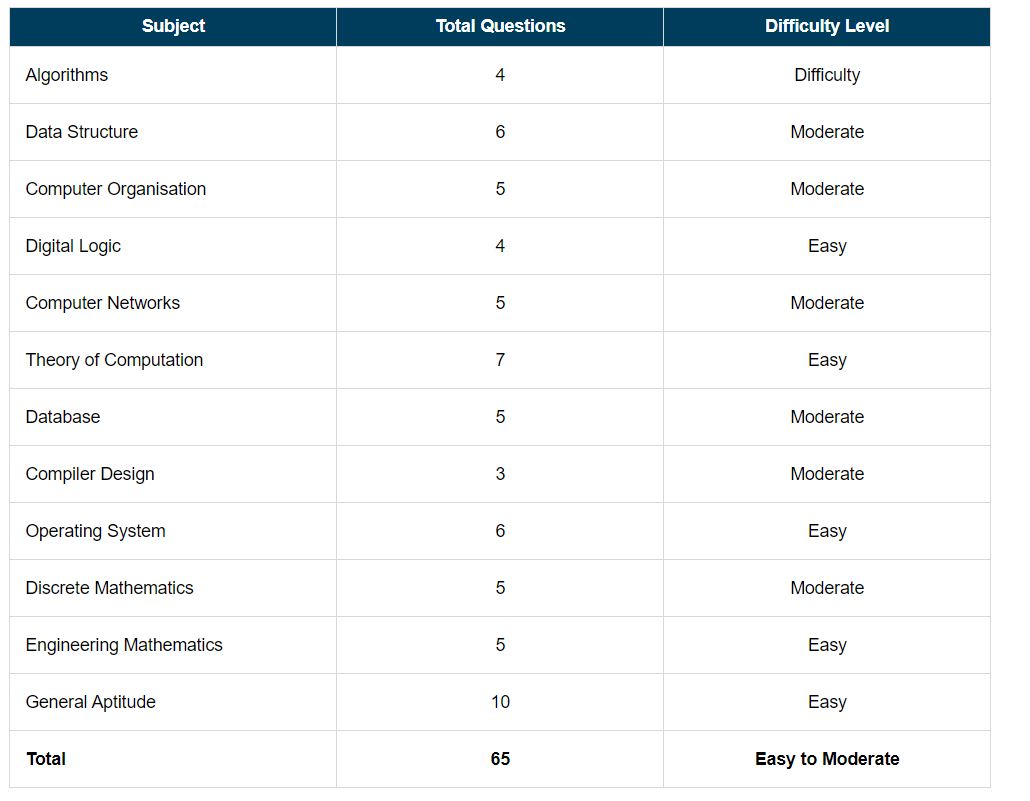 Subject Total Questions Difficulty Level
Algorithms 4 Difficulty
Data Structure 6 Moderate
Computer Organisation 5 Moderate
Digital Logic 4 Easy
Computer Networks 5 Moderate
Theory of Computation 7 Easy
Database 5 Moderate
Compiler Design 3 Moderate
Operating System 6 Easy
Discrete Mathematics 5 Moderate
Engineering Mathematics 5 Easy
General Aptitude 10 Easy
Total 65 Easy to Moderate